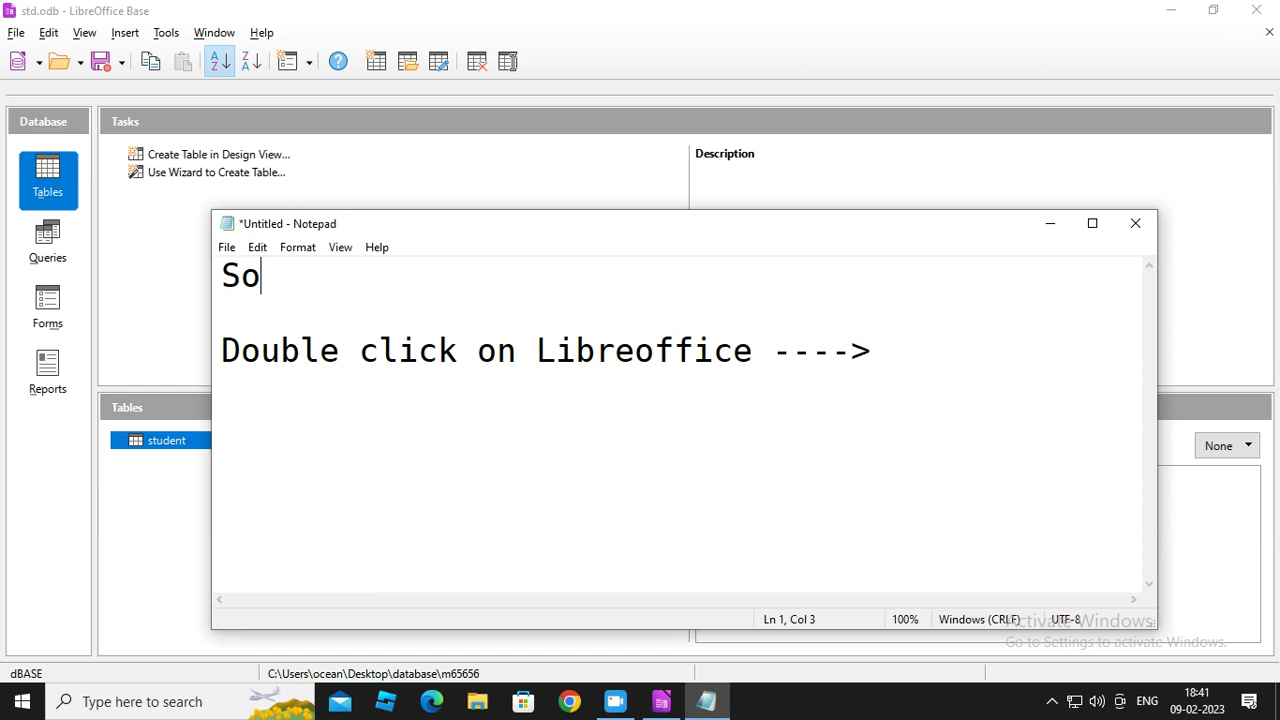 std.odb - LibreOffice Base
File Edit View Insert Tools Window Help
Database
Tasks
Tables
Queries
Forms
Reports
Create Table in Design View...
Use Wizard to Create Table...
Description
*Untitled - Notepad
File Edit Format View Help
So
Double click on Libreoffice ---->
Tables
student
None
Ln 1, Col 3 100% Windows (CRLF) UTF-8
Activate Windows
Go to Settings to activate Windows.
dBASE C:\Users\ocean\Desktop\database\m65656
Type here to search
ENG
18:41
09-02-2023